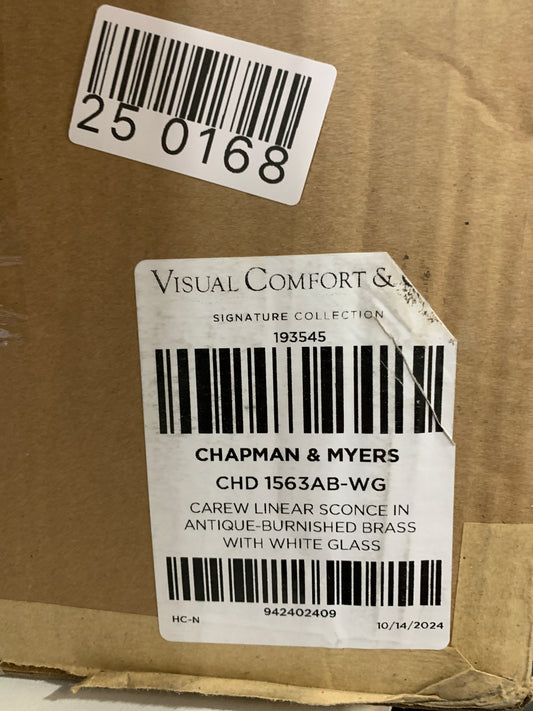 25 0168
VISUAL COMFORT &
SIGNATURE COLLECTION
193545
CHAPMAN & MYERS
CHD 1563AB-WG
CAREW LINEAR SCONCE IN
ANTIQUE-BURNISHED BRASS
WITH WHITE GLASS
942402409
HC-N 10/14/2024